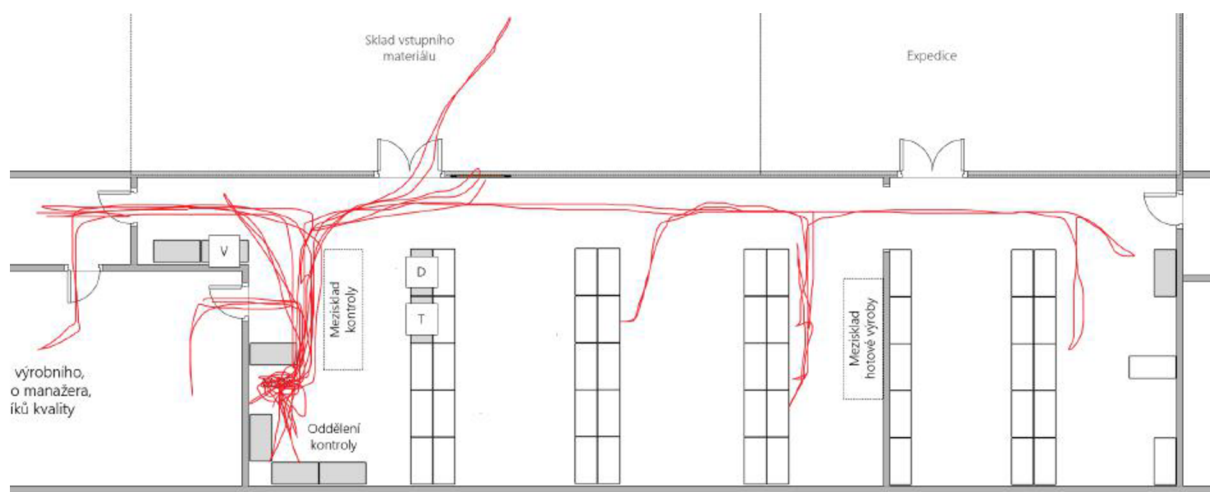 Sklad vstupního
materiálu
Expedice
V
D
T
Mezisklad
kontroly
Mezisklad
hotové výroby
výrobního,
o manažera,
íků kvality
Oddělení
kontroly